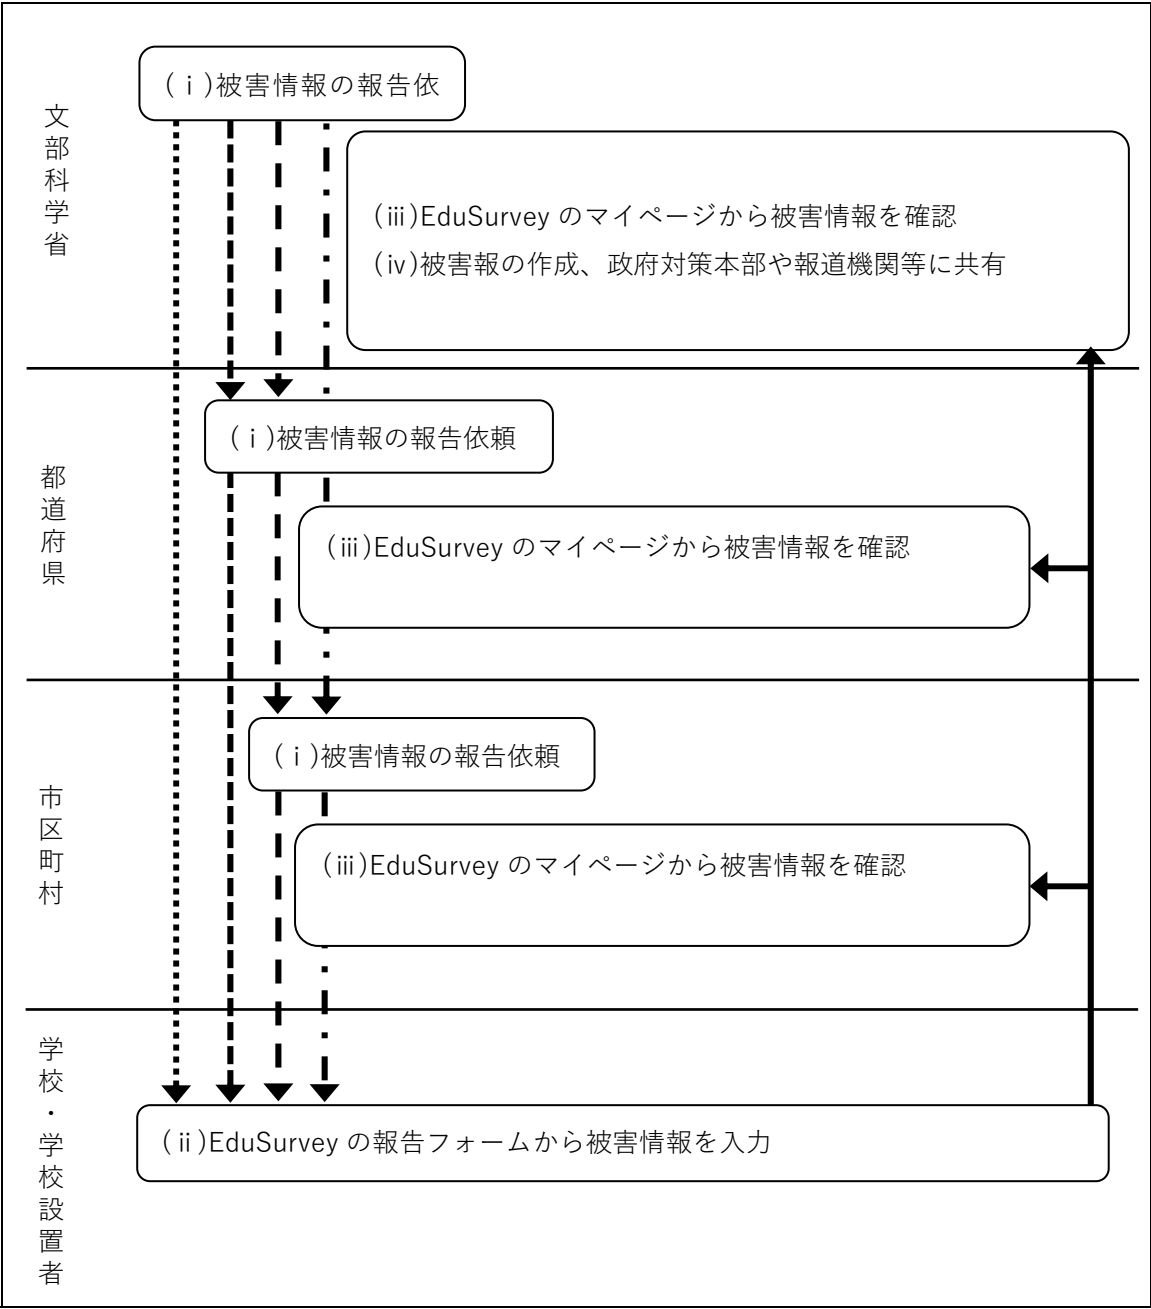 文部科学省
(ⅰ)被害情報の報告依
(ⅲ)EduSurvey のマイページから被害情報を確認
(ⅳ)被害報の作成、政府対策本部や報道機関等に共有
都道府県
(ⅰ)被害情報の報告依頼
(ⅲ)EduSurvey のマイページから被害情報を確認
市区町村
(ⅰ)被害情報の報告依頼
(ⅲ)EduSurvey のマイページから被害情報を確認
学校・学校設置者
(ⅱ)EduSurvey の報告フォームから被害情報を入力